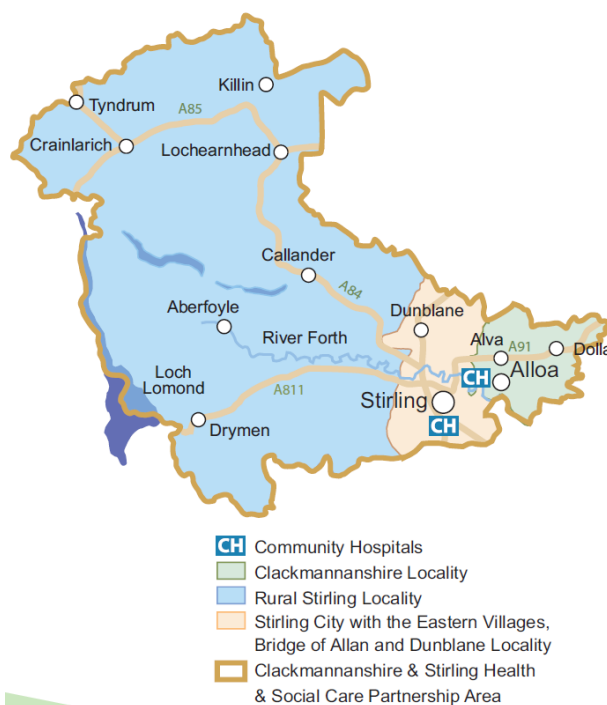 Killin
Tyndrum
A85
Crainlarich
Lochearnhead
Callander
A84
Aberfoyle
Dunblane
River Forth
Alva
A91
Dolla
Loch
Lomond
CH
Alloa
A811
Stirling
Drymen
CH
CH Community Hospitals
Clackmannanshire Locality
Rural Stirling Locality
Stirling City with the Eastern Villages,
Bridge of Allan and Dunblane Locality
Clackmannanshire & Stirling Health
& Social Care Partnership Area